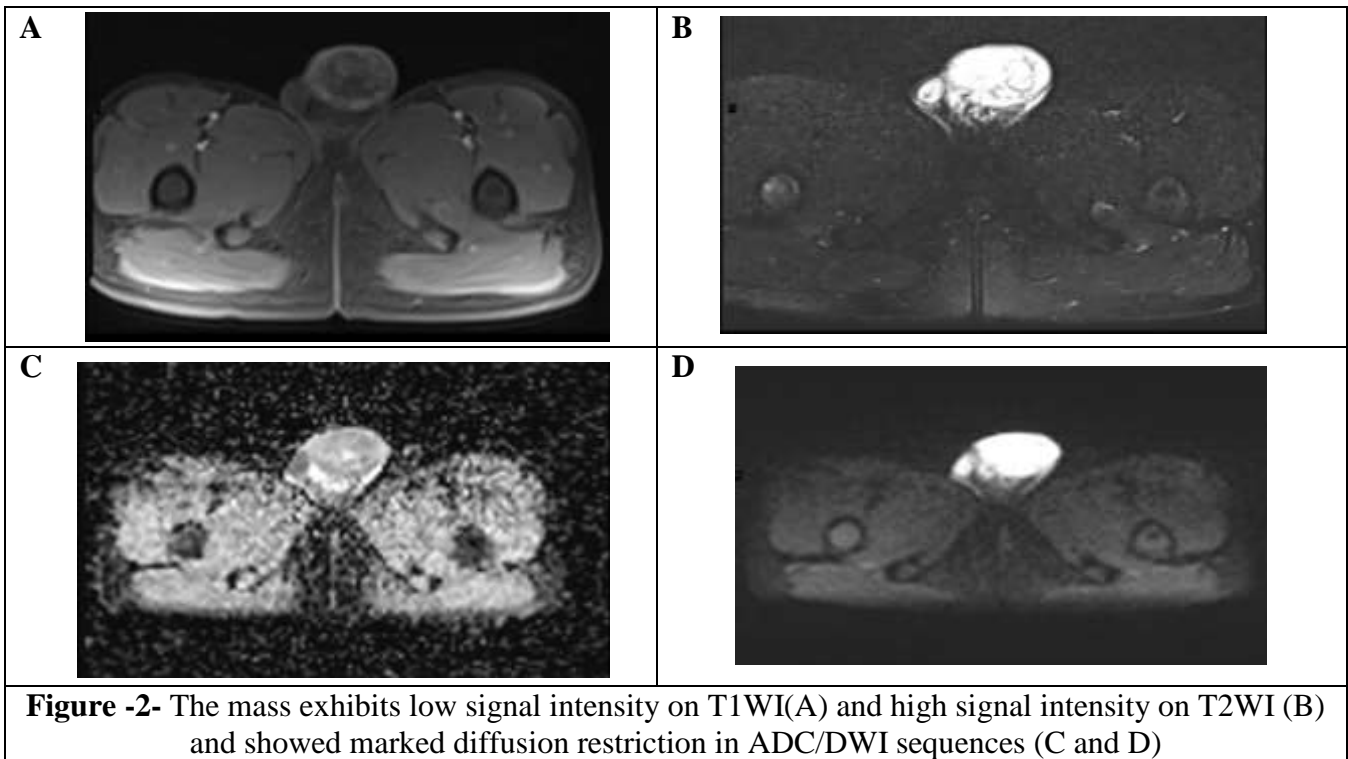 A
B
C
D
Figure -2- The mass exhibits low signal intensity on T1WI(A) and high signal intensity on T2WI (B)
and showed marked diffusion restriction in ADC/DWI sequences (C and D)